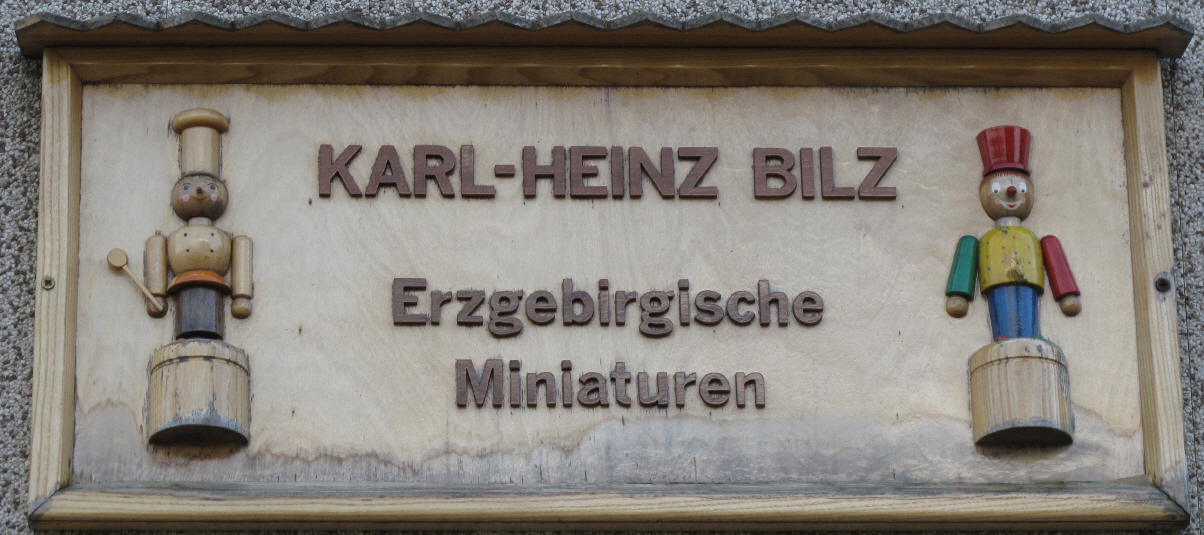 KARL-HEINZ BILZ
Erzgebirgische
Miniaturen